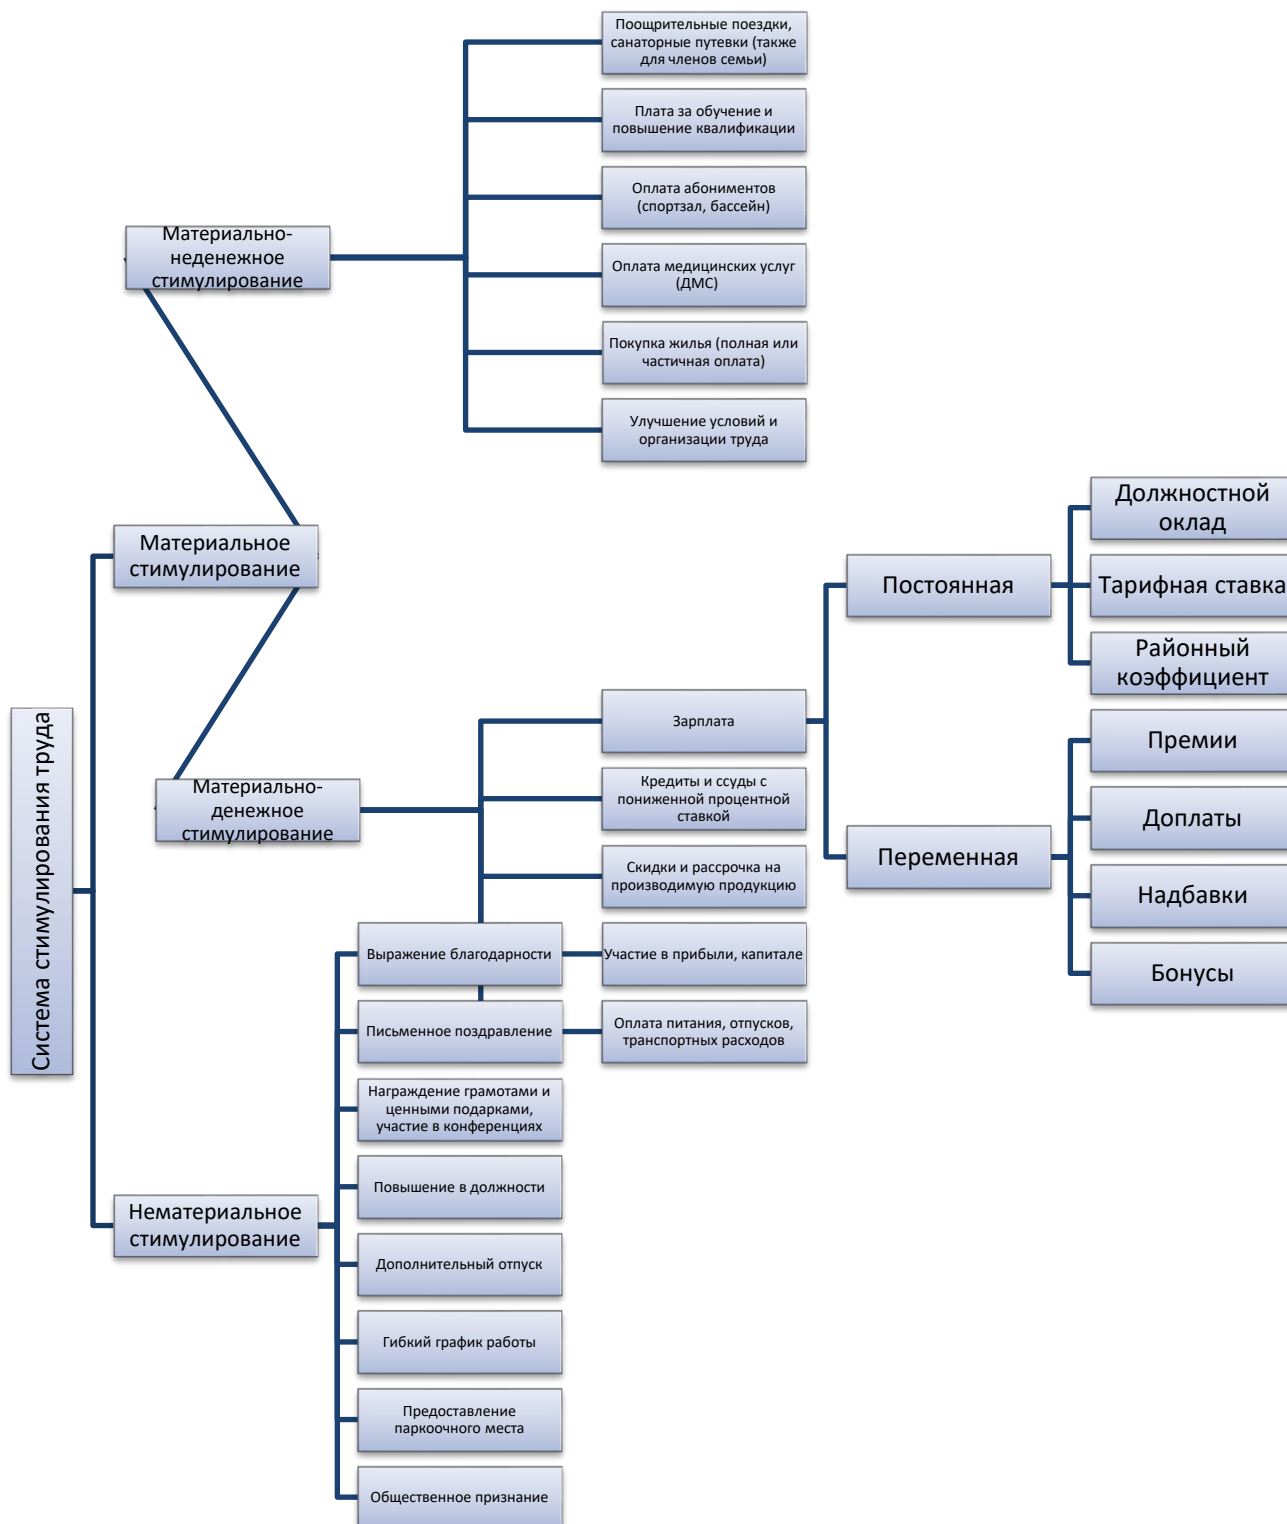 Поощрительные поездки,
санаторные путевки (также
для членов семьи)
Плата за обучение и
повышение квалификации
Оплата абониментов
(спортзал, бассейн)
Материально-
неденежное
стимулирование
Оплата медицинских услуг
(ДМС)
Покупка жилья (полная или
частичная оплата)
Улучшение условий и
организации труда
Материальное
стимулирование
Должностной
оклад
Постоянная
Тарифная ставка
Районный
коэффициент
Зарплата
Премии
Материально-
денежное
стимулирование
Кредиты и ссуды с
пониженной процентной
ставкой
Доплаты
Переменная
Скидки и рассрочка на
производимую продукцию
Надбавки
Система стимулирования труда
Выражение благодарности
Участие в прибыли, капитале
Бонусы
Письменное поздравление
Оплата питания, отпусков,
транспортных расходов
Награждение грамотами и
ценными подарками,
участие в конференциях
Повышение в должности
Нематериальное
стимулирование
Дополнительный отпуск
Гибкий график работы
Предоставление
паркоочного места
Общественное признание